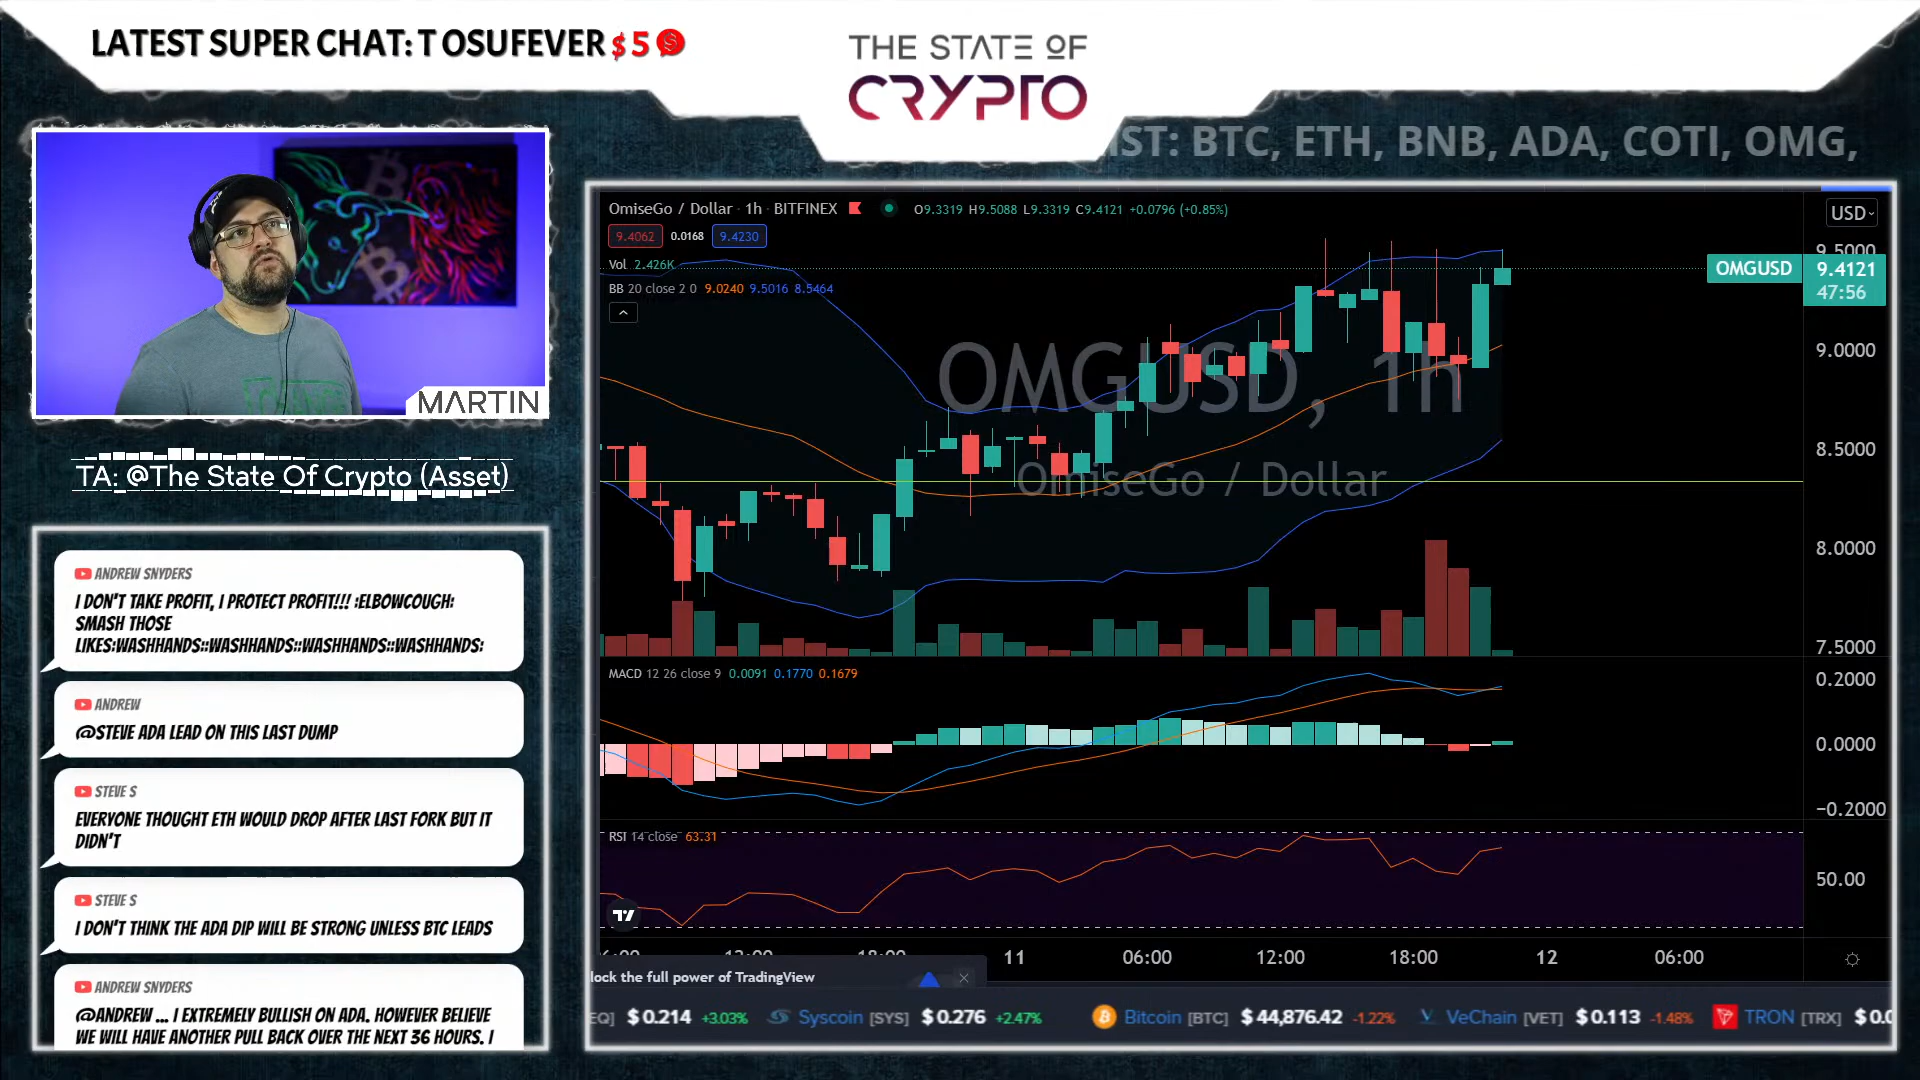 LATEST SUPER CHAT: T OSUFEVER $5
THE STATE OF
CRYPTO
IST: BTC, ETH, BNB, ADA, COTI, OMG,
MARTIN
TA: @The State Of Crypto (Asset)
ANDREW SNYDERS
I DON'T TAKE PROFIT, I PROTECT PROFIT!!! :ELBOWCOUGH:
SMASH THOSE
LIKES:WASHHANDS::WASHHANDS::WASHHANDS::WASHHANDS:
ANDREW
@STEVE ADA LEAD ON THIS LAST DUMP
STEVE S
EVERYONE THOUGHT ETH WOULD DROP AFTER LAST FORK BUT IT
DIDN'T
STEVE S
I DON'T THINK THE ADA DIP WILL BE STRONG UNLESS BTC LEADS
ANDREW SNYDERS
@ANDREW ... I EXTREMELY BULLISH ON ADA. HOWEVER BELIEVE
WE WILL HAVE ANOTHER PULL BACK OVER THE NEXT 36 HOURS. I
OmiseGo / Dollar · 1h · BITFINEX O9.3319 H9.5088 L9.3319 C9.4121 +0.0796 (+0.85%)
9.4062 0.0168 9.4230
Vol 2.426K
BB 20 close 2 0 9.0240 9.5016 8.5464
OMGUSD, 1h
OmiseGo / Dollar
USD
9.5000
OMGUSD 9.4121
47:56
9.0000
8.5000
8.0000
7.5000
MACD 12 26 close 9 0.0091 0.1770 0.1679
0.2000
0.0000
−0.2000
RSI 14 close 63.31
50.00
12:00 18:00 11 06:00 12:00 18:00 12 06:00
lock the full power of TradingView
EQ] $0.214 +3.03% Syscoin [SYS] $0.276 +2.47% Bitcoin [BTC] $44,876.42 -1.22% VeChain [VET] $0.113 -1.48% TRON [TRX] $0.0